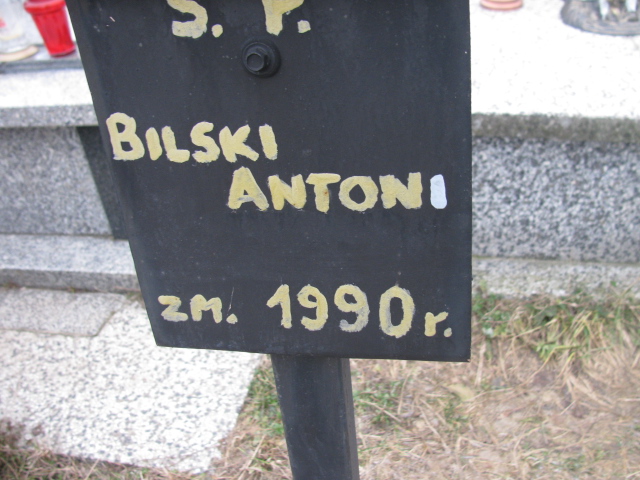 S. P.
BILSKI
ANTONI
zm. 1990 r.